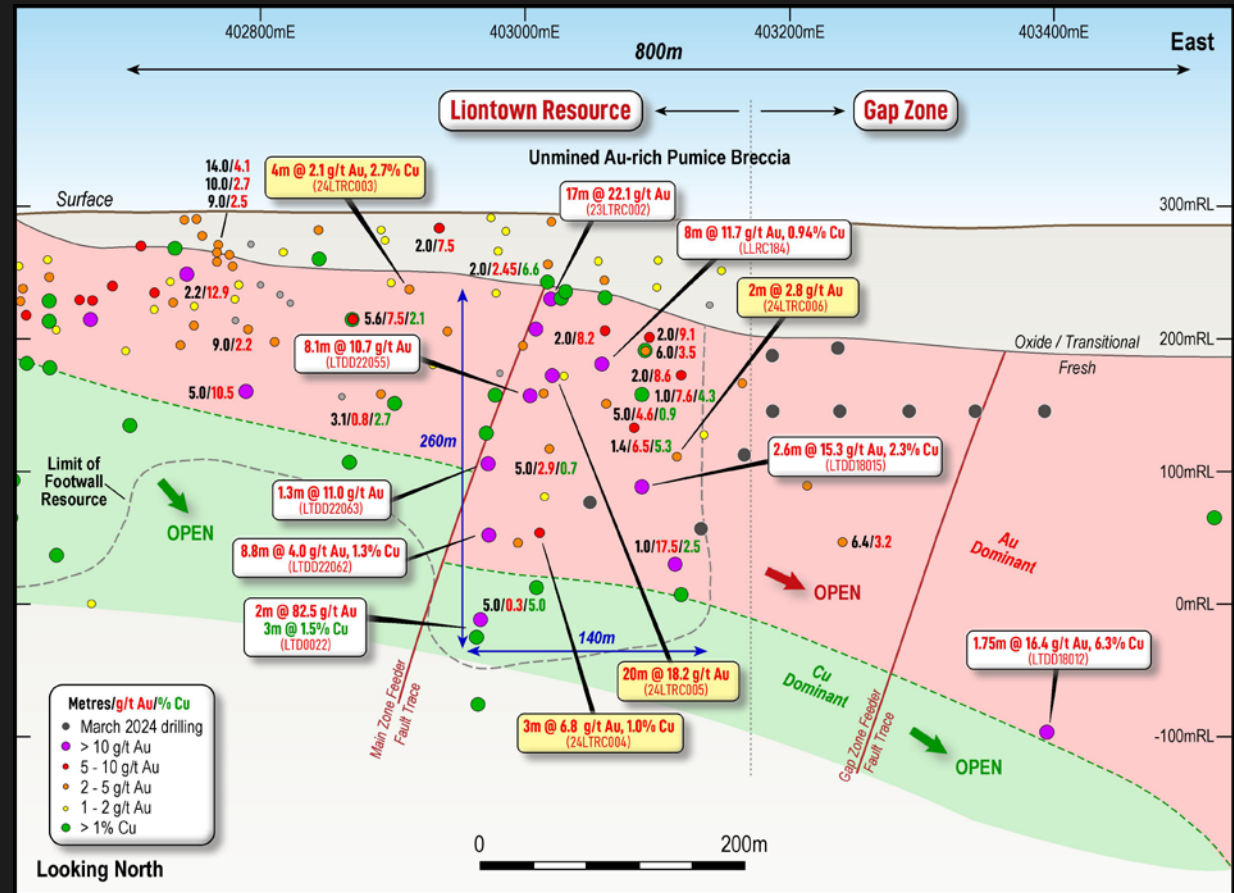 402800mE
403000mE
403200mE
403400mE
East
800m
Liontown Resource
Gap Zone
Unmined Au-rich Pumice Breccia
14.0/4.1
10.0/2.7
9.0/2.5
4m @ 2.1 g/t Au, 2.7% Cu
(24LTRC003)
17m @ 22.1 g/t Au
(23LTRC002)
Surface
300mRL
8m @ 11.7 g/t Au, 0.94% Cu
(LLRC184)
2.0/7.5
2.0/2.45/6.6
2m @ 2.8 g/t Au
(24LTRC006)
2.2/12.9
5.6/7.5/2.1
9.0/2.2
8.1m @ 10.7 g/t Au
(LTDD22055)
2.0/8.2
2.0/9.1
6.0/3.5
200mRL
Oxide / Transitional
Fresh
2.0/8.6
5.0/10.5
1.0/7.6/4.3
3.1/0.8/2.7
5.0/4.6/0.9
260m
1.4/6.5/5.3
2.6m @ 15.3 g/t Au, 2.3% Cu
(LTDD18015)
Limit of
Footwall
Resource
5.0/2.9/0.7
100mRL
1.3m @ 11.0 g/t Au
(LTDD22063)
OPEN
8.8m @ 4.0 g/t Au, 1.3% Cu
(LTDD22062)
1.0/17.5/2.5
6.4/3.2
Au
Dominant
OPEN
5.0/0.3/5.0
0mRL
2m @ 82.5 g/t Au
3m @ 1.5% Cu
(LTD0022)
140m
1.75m @ 16.4 g/t Au, 6.3% Cu
(LTDD18012)
20m @ 18.2 g/t Au
(24LTRC005)
Cu
Dominant
3m @ 6.8 g/t Au, 1.0% Cu
(24LTRC004)
Main Zone Feeder
Fault Trace
Gap Zone Feeder
Fault Trace
-100mRL
OPEN
Metres/g/t Au/% Cu
March 2024 drilling
> 10 g/t Au
5 - 10 g/t Au
2 - 5 g/t Au
1 - 2 g/t Au
> 1% Cu
0
200m
Looking North